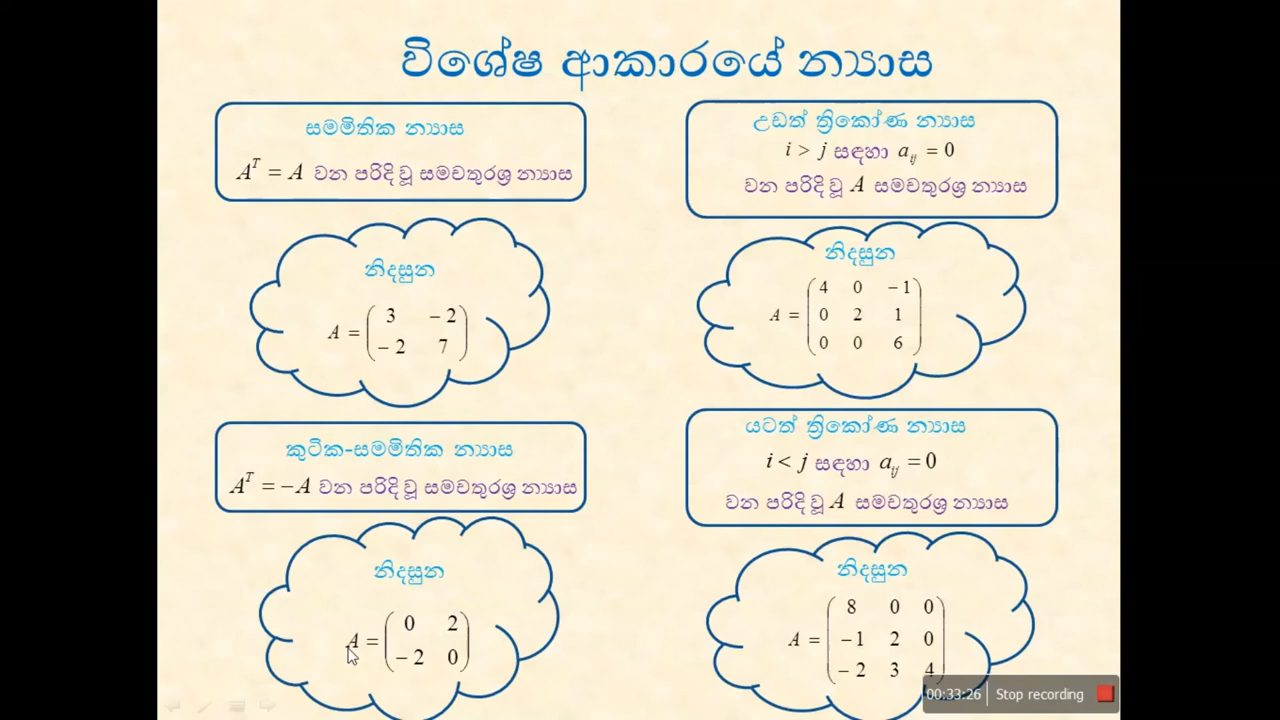 විශේෂ ආකාරයේ න්‍යාස
සමමිතික න්‍යාස
A^T = A වන පරිදි වූ සමචතුරශ්‍ර න්‍යාස
නිදසුන
A = ( 3 -2
-2 7 )
කුටික-සමමිතික න්‍යාස
A^T = -A වන පරිදි වූ සමචතුරශ්‍ර න්‍යාස
නිදසුන
A = ( 0 2
-2 0 )
උඩත් ත්‍රිකෝණ න්‍යාස
i > j සඳහා a_ij = 0
වන පරිදි වූ A සමචතුරශ්‍ර න්‍යාස
නිදසුන
A = ( 4 0 -1
0 2 1
0 0 6 )
යටත් ත්‍රිකෝණ න්‍යාස
i < j සඳහා a_ij = 0
වන පරිදි වූ A සමචතුරශ්‍ර න්‍යාස
නිදසුන
A = ( 8 0 0
-1 2 0
-2 3 4 )
00:33:26 Stop recording